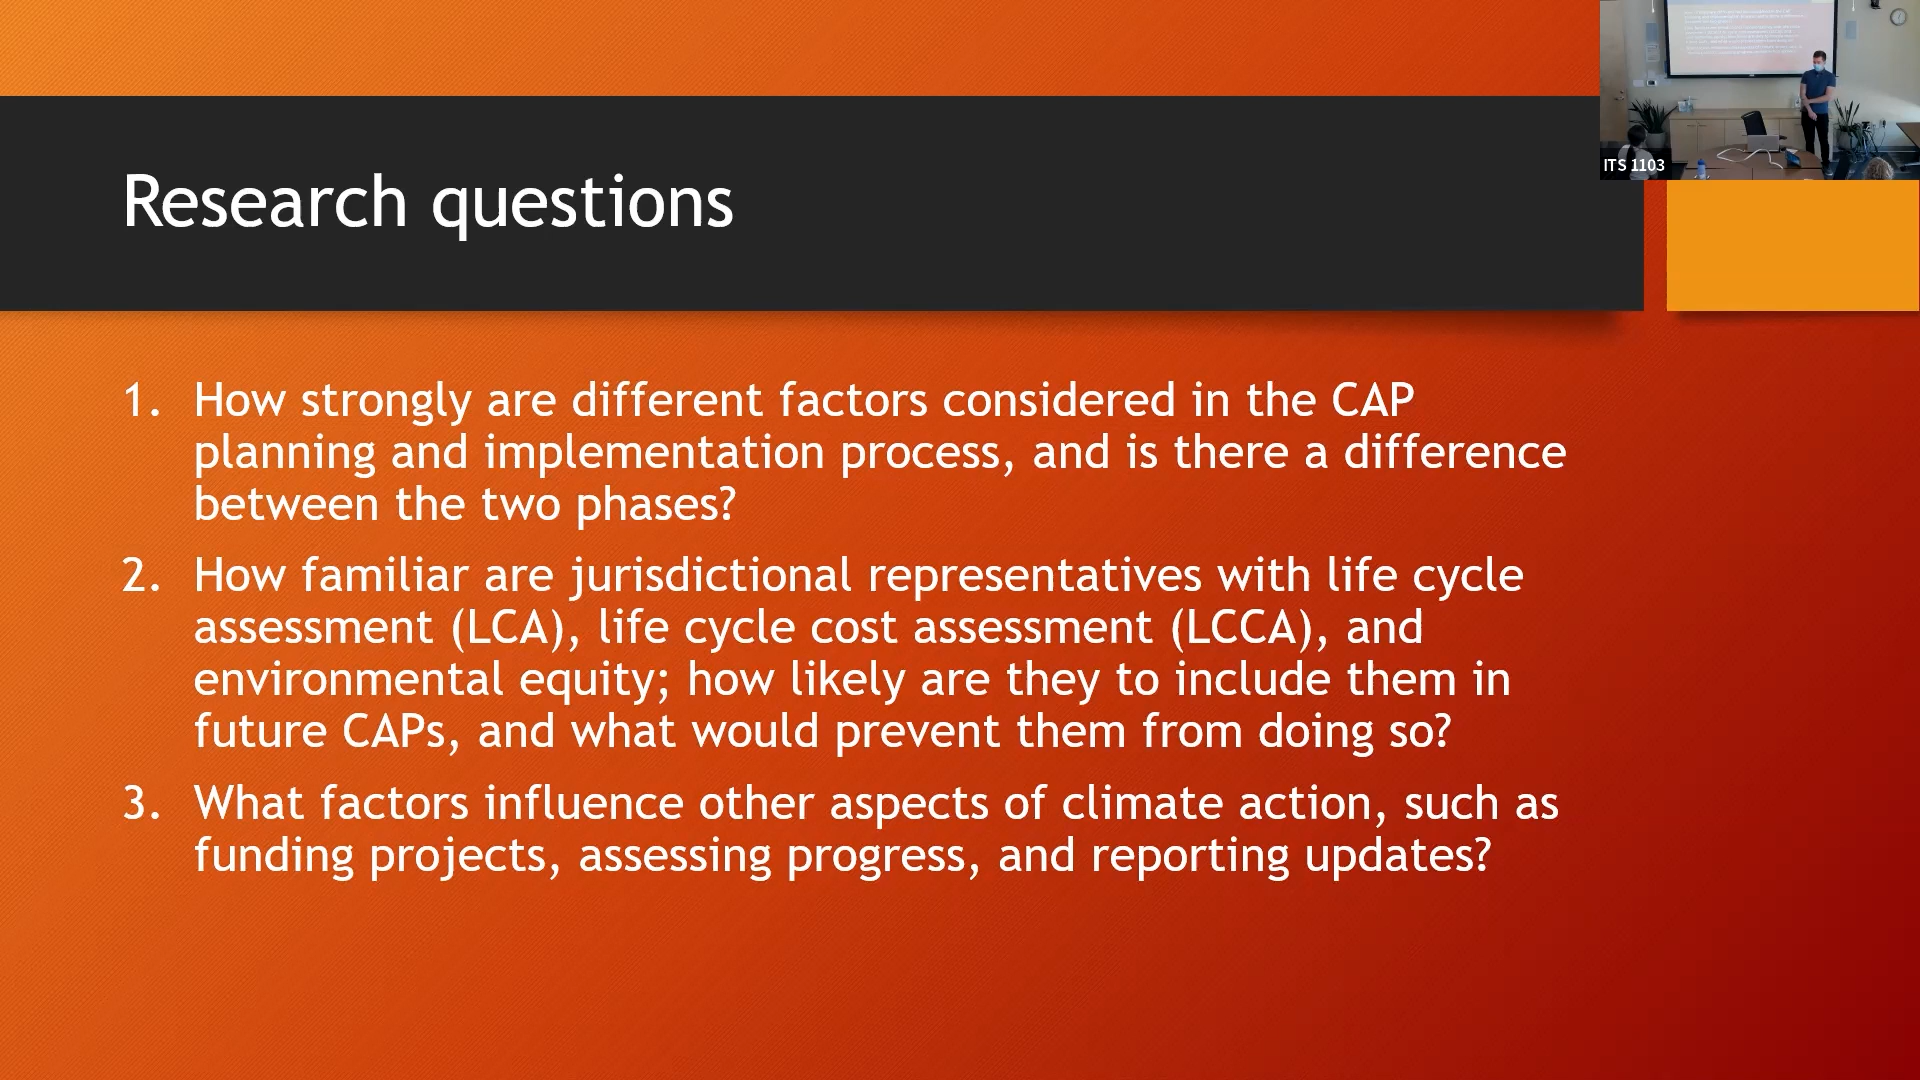 ITS 1103
Research questions
1. How strongly are different factors considered in the CAP
planning and implementation process, and is there a difference
between the two phases?
2. How familiar are jurisdictional representatives with life cycle
assessment (LCA), life cycle cost assessment (LCCA), and
environmental equity; how likely are they to include them in
future CAPs, and what would prevent them from doing so?
3. What factors influence other aspects of climate action, such as
funding projects, assessing progress, and reporting updates?